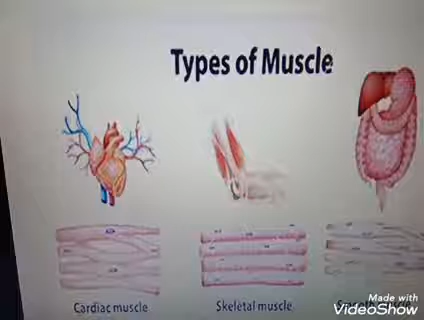 Types of Muscle
Cardiac muscle
Skeletal muscle
Made with
VideoShow